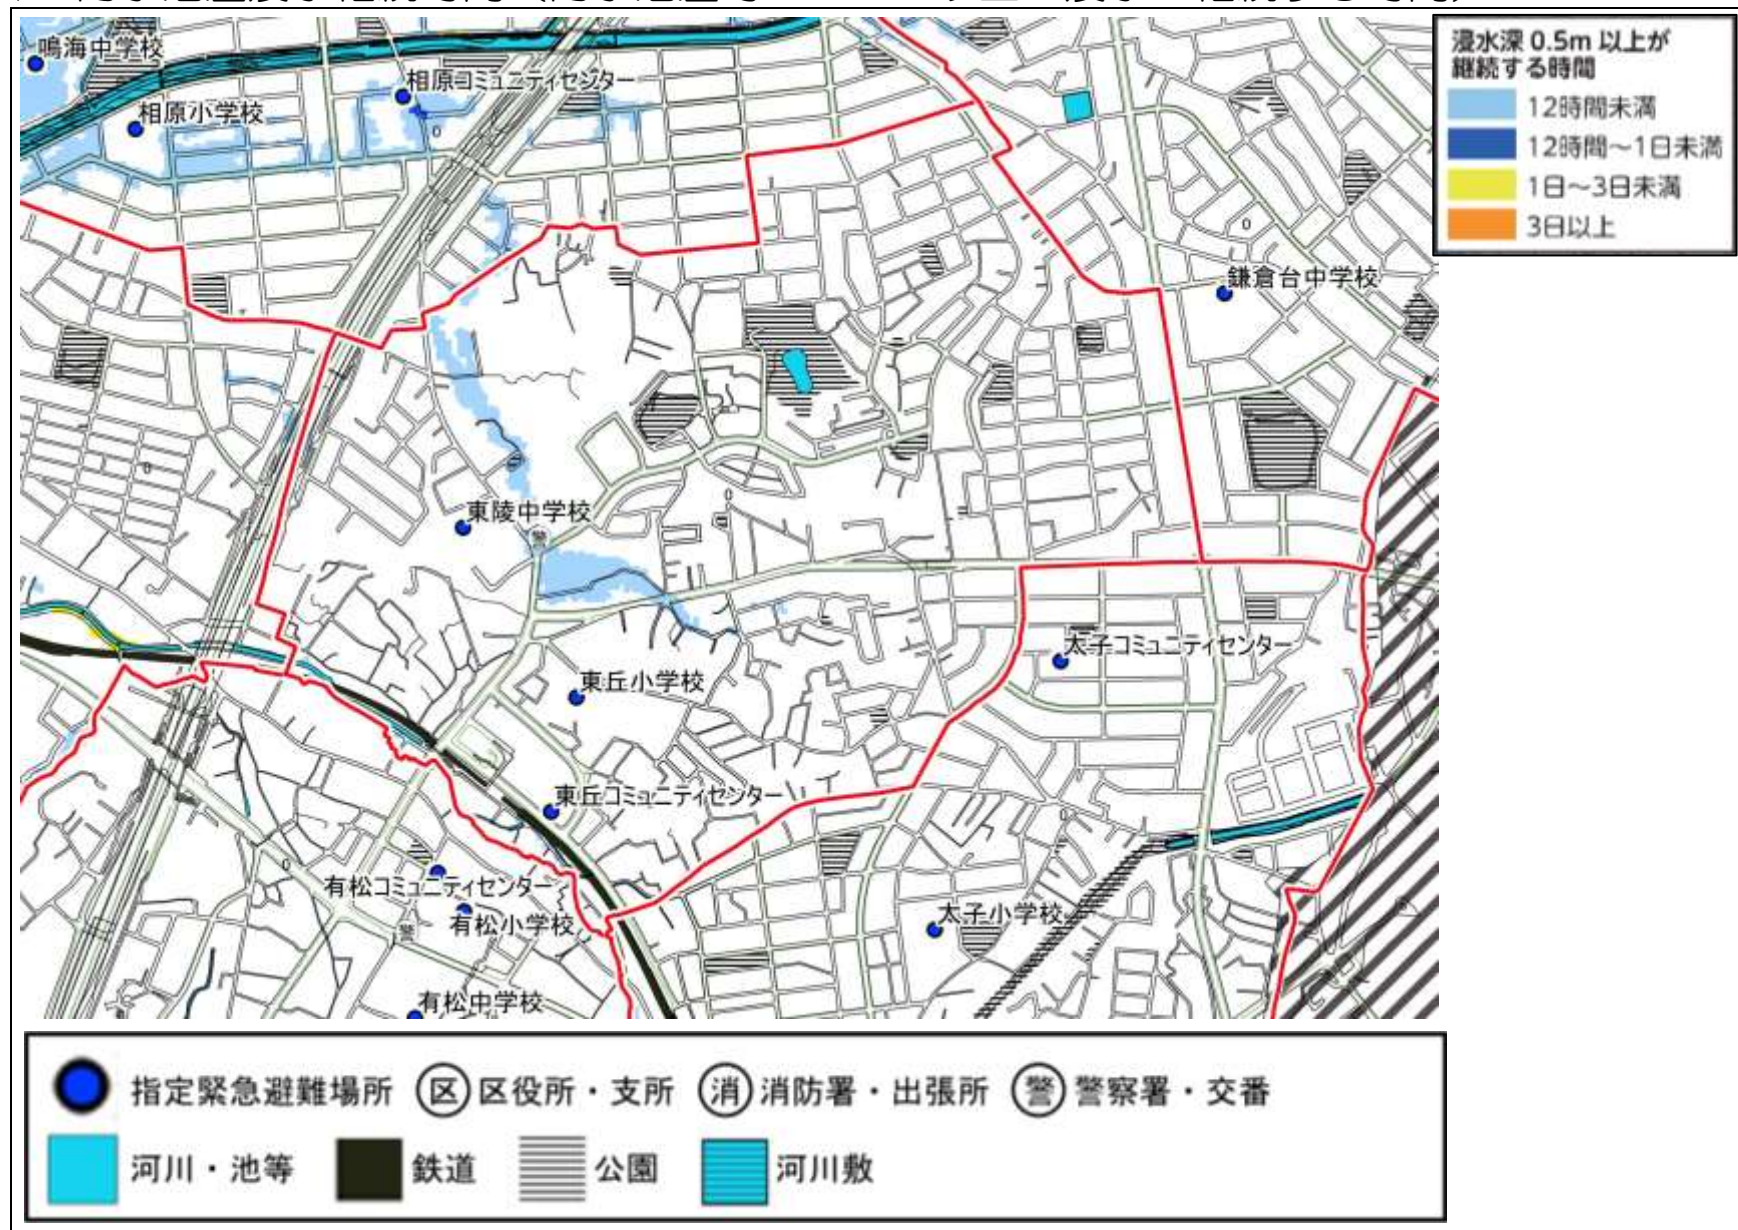 浸水深 0.5m 以上が
継続する時間
12時間未満
12時間～1日未満
1日～3日未満
3日以上
鳴海中学校
相原コミュニティセンター
相原小学校
鎌倉台中学校
東陵中学校
警
太子コミュニティセンター
東丘小学校
東丘コミュニティセンター
有松コミュニティセンター
有松小学校
警
太子小学校
有松中学校
指定緊急避難場所 区 区役所・支所 消 消防署・出張所 警 警察署・交番
河川・池等 鉄道 公園 河川敷